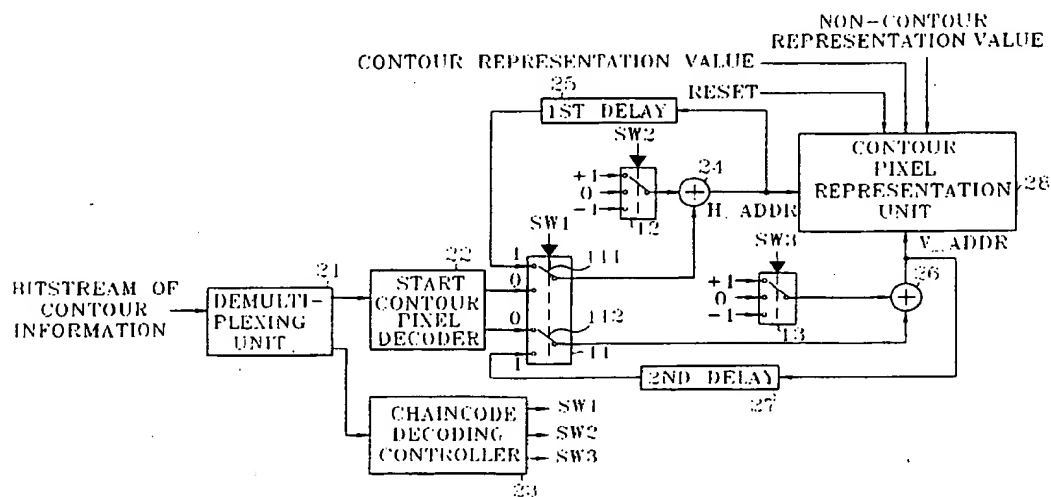 NON-CONTOUR
REPRESENTATION VALUE
CONTOUR REPRESENTATION VALUE
RESET
25
1ST DELAY
SW2
+1
0
-1
12
24
H_ADDR
CONTOUR
PIXEL
REPRESENTATION
UNIT
28
V_ADDR
SW1
1
0
0
1
111
112
11
SW3
+1
0
-1
13
26
BITSTREAM OF
CONTOUR
INFORMATION
21
DEMULTI-
PLEXING
UNIT
22
START
CONTOUR
PIXEL
DECODER
2ND DELAY
27
CHAINCODE
DECODING
CONTROLLER
SW1
SW2
SW3
23